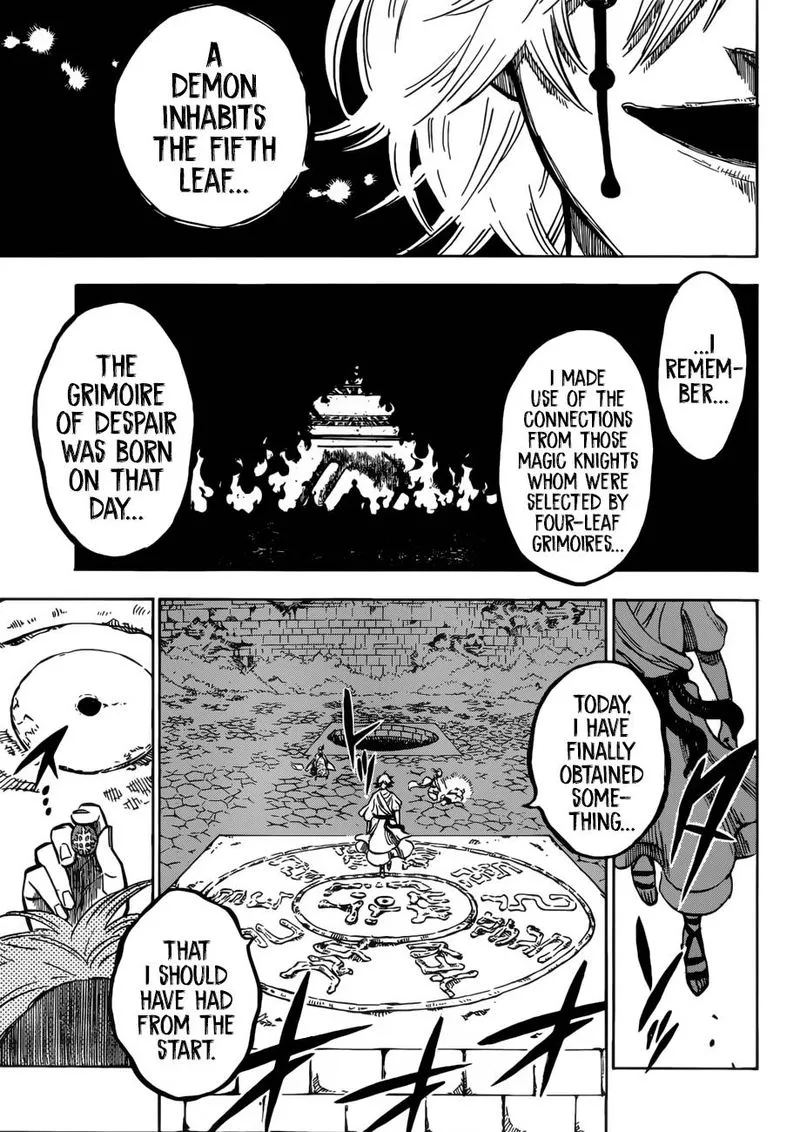 A
DEMON
INHABITS
THE FIFTH
LEAF...
...I
REMEM-
BER...
I MADE
USE OF THE
CONNECTIONS
FROM THOSE
MAGIC KNIGHTS
WHOM WERE
SELECTED BY
FOUR-LEAF
GRIMOIRES...
THE
GRIMOIRE
OF DESPAIR
WAS BORN
ON THAT
DAY...
TODAY,
I HAVE
FINALLY
OBTAINED
SOME-
THING...
THAT
I SHOULD
HAVE HAD
FROM THE
START.